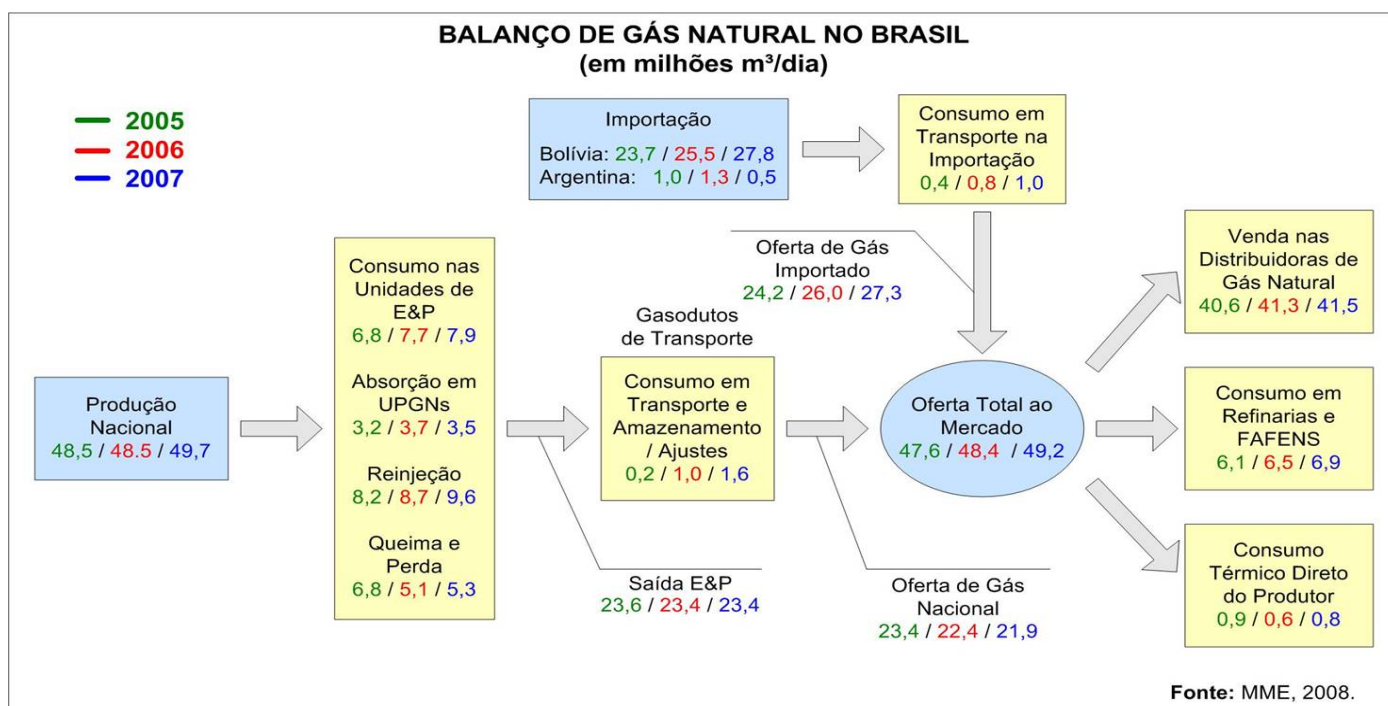 BALANÇO DE GÁS NATURAL NO BRASIL
(em milhões m³/dia)
2005
2006
2007
Importação
Bolívia: 23,7 / 25,5 / 27,8
Argentina: 1,0 / 1,3 / 0,5
Consumo em
Transporte na
Importação
0,4 / 0,8 / 1,0
Oferta de Gás
Importado
24,2 / 26,0 / 27,3
Produção
Nacional
48,5 / 48.5 / 49,7
Consumo nas
Unidades de
E&P
6,8 / 7,7 / 7,9
Absorção em
UPGNs
3,2 / 3,7 / 3,5
Reinjeção
8,2 / 8,7 / 9,6
Queima e
Perda
6,8 / 5,1 / 5,3
Saída E&P
23,6 / 23,4 / 23,4
Gasodutos
de Transporte
Consumo em
Transporte e
Amazenamento
/ Ajustes
0,2 / 1,0 / 1,6
Oferta de Gás
Nacional
23,4 / 22,4 / 21,9
Oferta Total ao
Mercado
47,6 / 48,4 / 49,2
Venda nas
Distribuidoras de
Gás Natural
40,6 / 41,3 / 41,5
Consumo em
Refinarias e
FAFENS
6,1 / 6,5 / 6,9
Consumo
Térmico Direto
do Produtor
0,9 / 0,6 / 0,8
Fonte: MME, 2008.